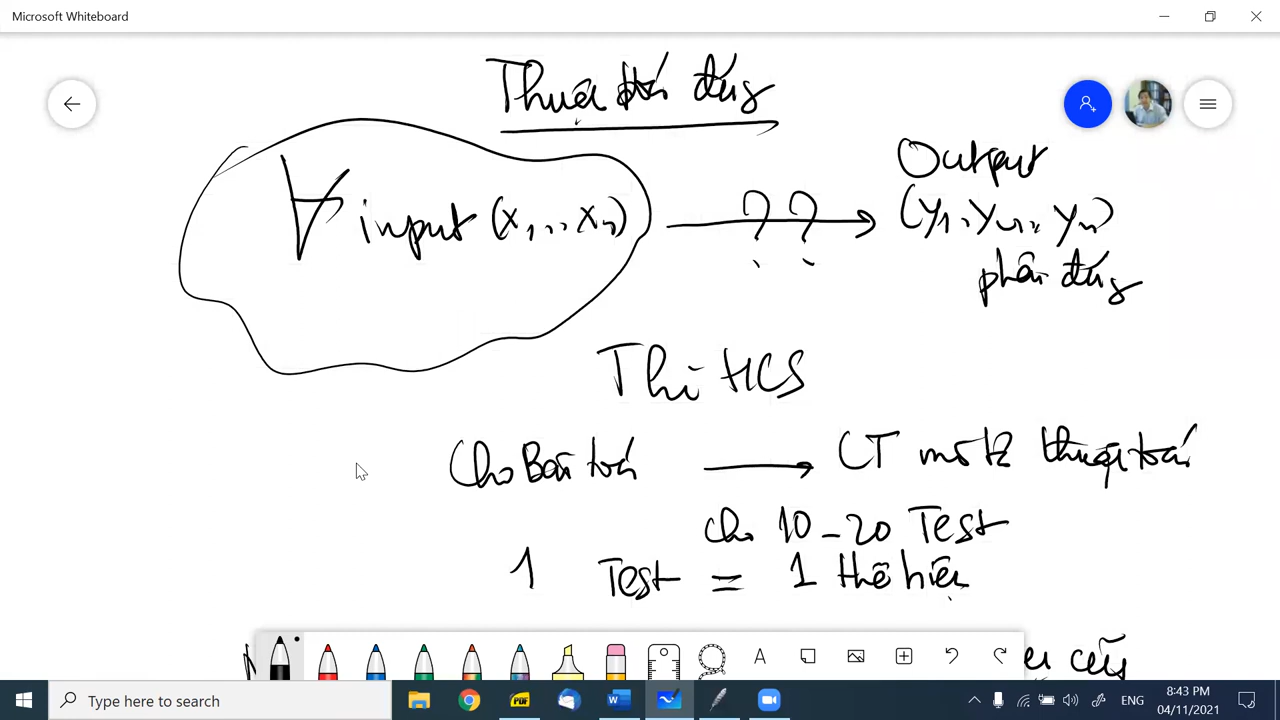 Microsoft Whiteboard
Thuật toán đúng
∀ input (x₁... xₙ)
? ?
Output
(y₁, yₙ)
phải đúng
Thi HCS
Cho Bài toán
CT mô tả thuật toán
cho 10-20 Test
1 Test = 1 thể hiện
A
Type here to search
PDF
W
ENG
8:43 PM
04/11/2021